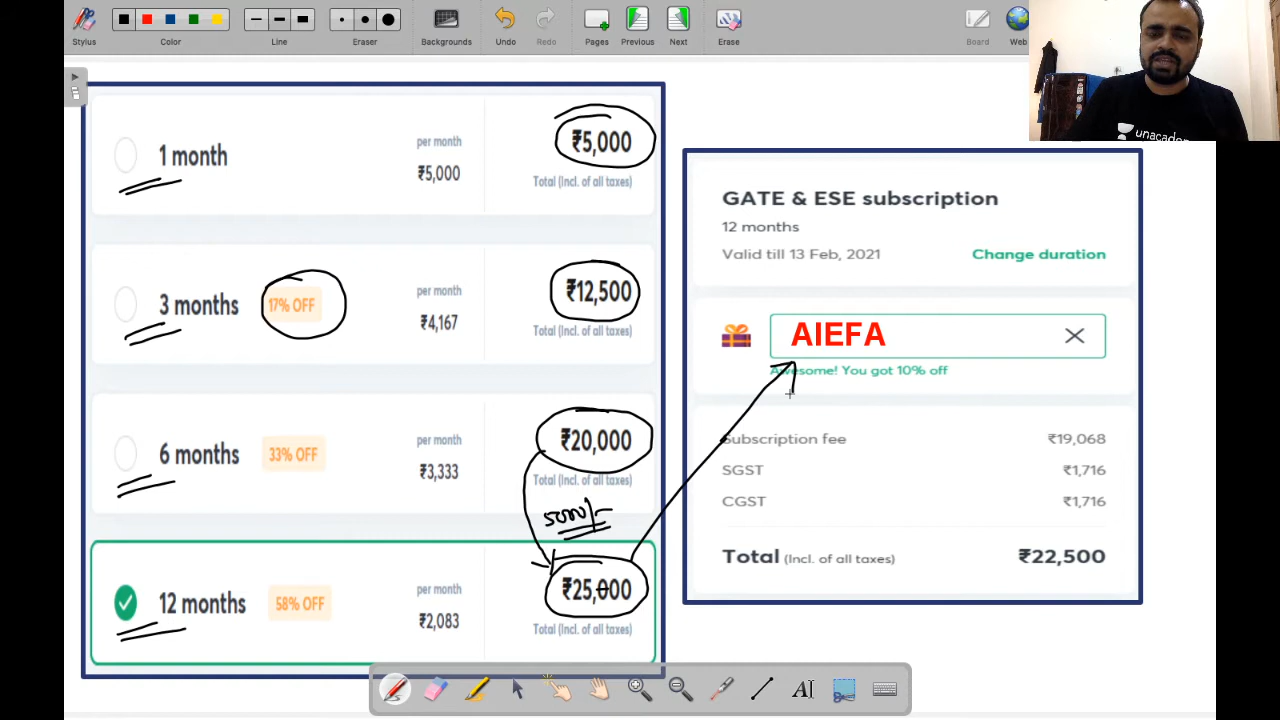 Stylus
Color
Line
Eraser
Backgrounds
Undo
Redo
Pages
Previous
Next
Erase
Board
Web
unacade
1 month
per month
₹5,000
₹5,000
Total (Incl. of all taxes)
3 months
17% OFF
per month
₹4,167
₹12,500
Total (Incl. of all taxes)
6 months
33% OFF
per month
₹3,333
₹20,000
Total (Incl. of all taxes)
5000/-
12 months
58% OFF
per month
₹2,083
₹25,000
Total (Incl. of all taxes)
GATE & ESE subscription
12 months
Valid till 13 Feb, 2021
Change duration
AIEFA
Awesome! You got 10% off
Subscription fee
₹19,068
SGST
₹1,716
CGST
₹1,716
Total (Incl. of all taxes)
₹22,500
AI